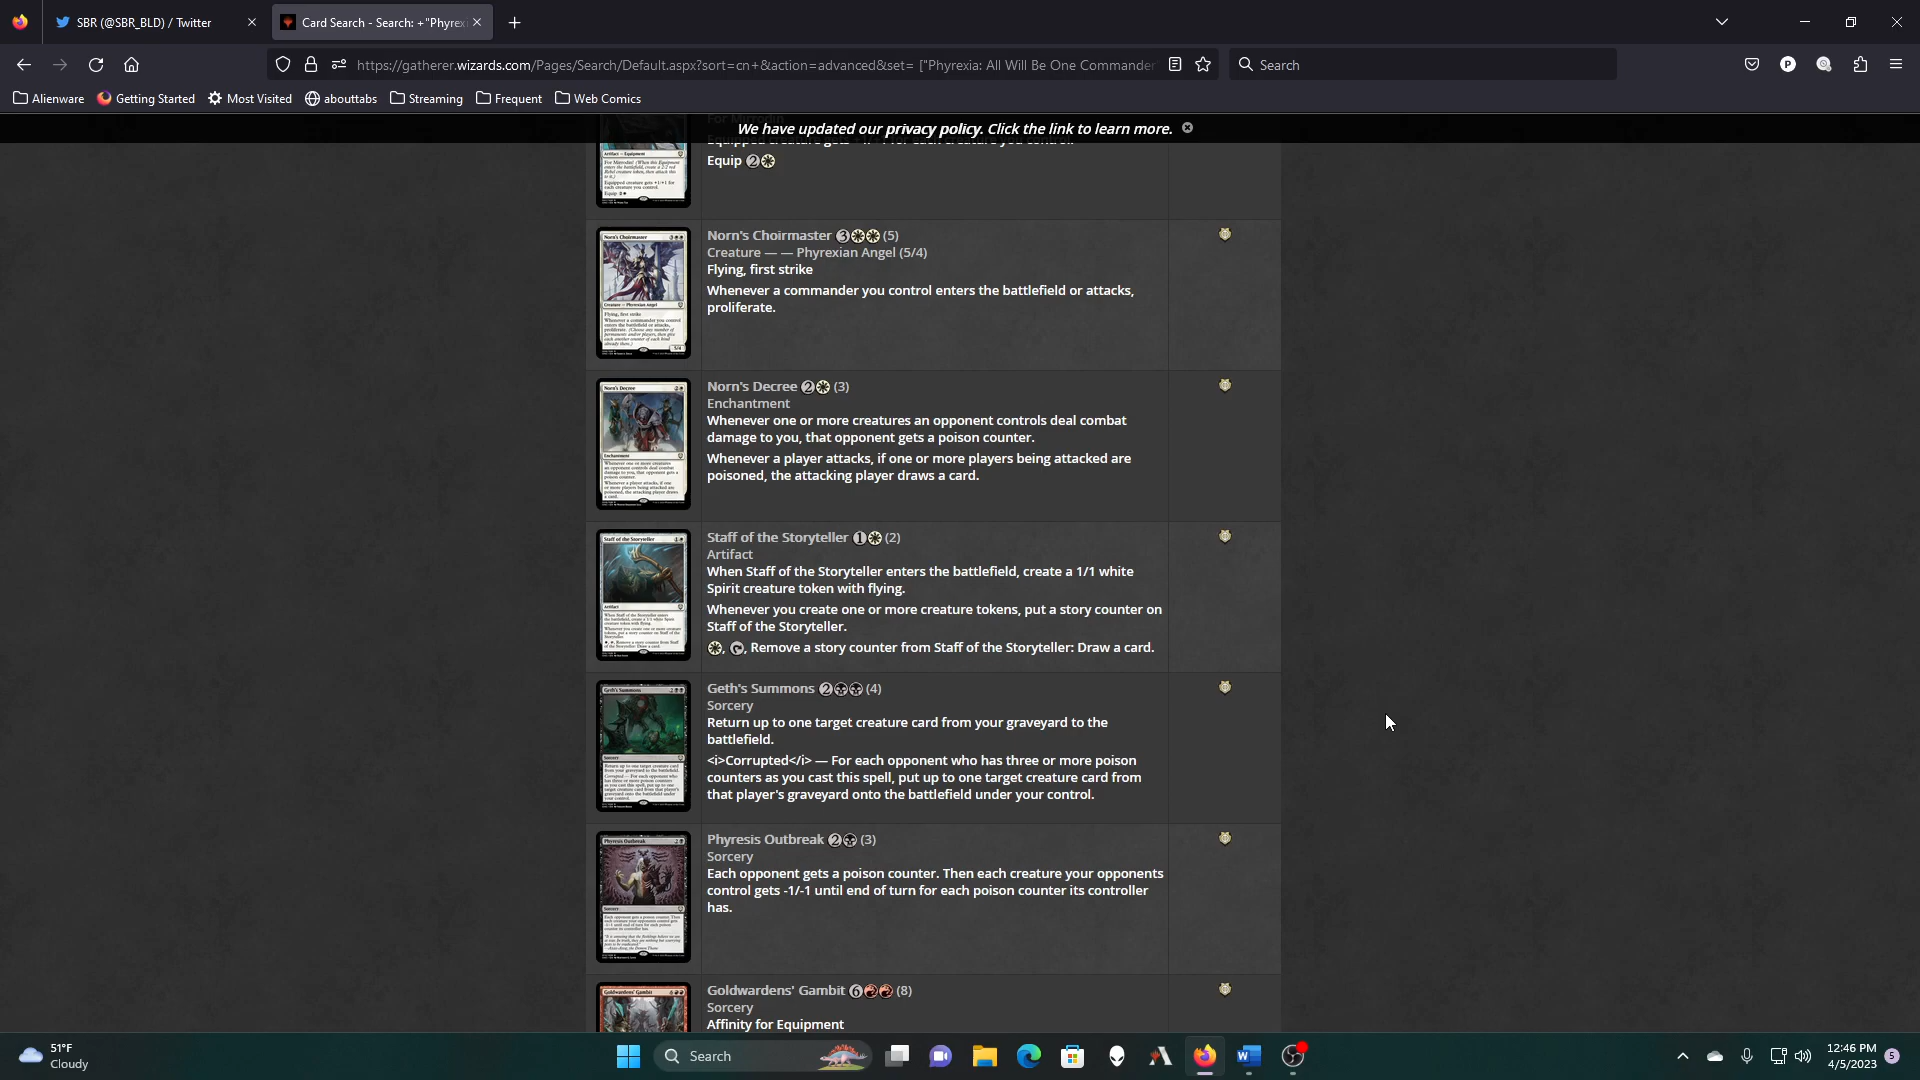 SBR (@SBR_BLD) / Twitter
Card Search - Search: +"Phyrexi
https://gatherer.wizards.com/Pages/Search/Default.aspx?sort=cn+&action=advanced&set= ["Phyrexia: All Will Be One Commander"
Search
Alienware
Getting Started
Most Visited
abouttabs
Streaming
Frequent
Web Comics
We have updated our privacy policy. Click the link to learn more.
For Mirrodin
Equip 2
Norn's Choirmaster 3 (5)
Creature — — Phyrexian Angel (5/4)
Flying, first strike
Whenever a commander you control enters the battlefield or attacks,
proliferate.
Norn's Decree 2 (3)
Enchantment
Whenever one or more creatures an opponent controls deal combat
damage to you, that opponent gets a poison counter.
Whenever a player attacks, if one or more players being attacked are
poisoned, the attacking player draws a card.
Staff of the Storyteller 1 (2)
Artifact
When Staff of the Storyteller enters the battlefield, create a 1/1 white
Spirit creature token with flying.
Whenever you create one or more creature tokens, put a story counter on
Staff of the Storyteller.
, , Remove a story counter from Staff of the Storyteller: Draw a card.
Geth's Summons 2 (4)
Sorcery
Return up to one target creature card from your graveyard to the
battlefield.
<i>Corrupted</i> — For each opponent who has three or more poison
counters as you cast this spell, put up to one target creature card from
that player's graveyard onto the battlefield under your control.
Phyresis Outbreak 2 (3)
Sorcery
Each opponent gets a poison counter. Then each creature your opponents
control gets -1/-1 until end of turn for each poison counter its controller
has.
Goldwardens' Gambit 6 (8)
Sorcery
Affinity for Equipment
51°F
Cloudy
Search
12:46 PM
4/5/2023
5